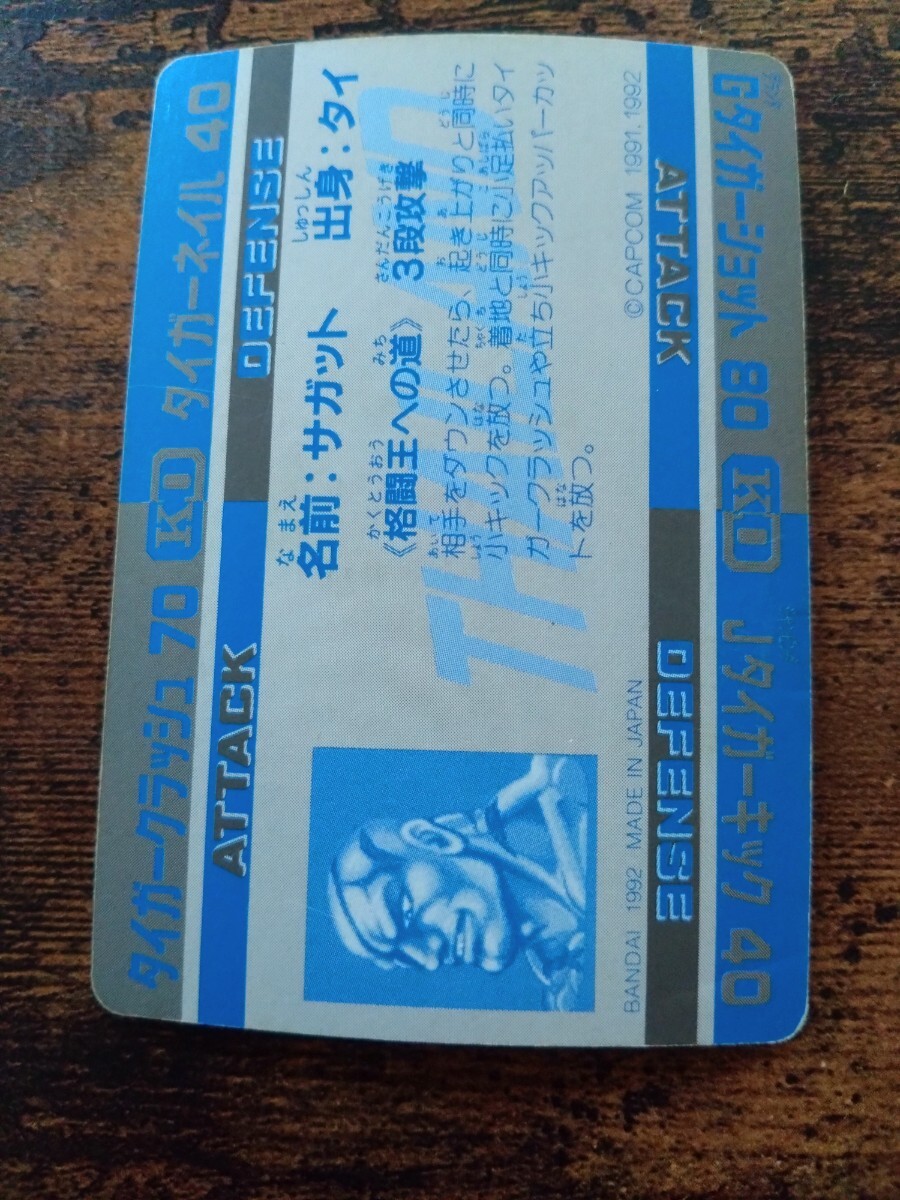 タイガークラッシュ 70 KO タイガーネイル 40
ATTACK DEFENSE
名前:サガット 出身:タイ
なまえ しゅっしん
《格闘王への道》 3段攻撃
かくとうおう みち さんだんこうげき
相手をダウンさせたら、起き上がりと同時に
小キックを放つ。着地と同時に小足払いタイ
ガークラッシュや立ち小キックアッパーカッ
トを放つ。
THAILAND
BANDAI 1992 MADE IN JAPAN ©CAPCOM 1991, 1992
DEFENSE ATTACK
Jタイガーキック 40 KO Gタイガーショット 80